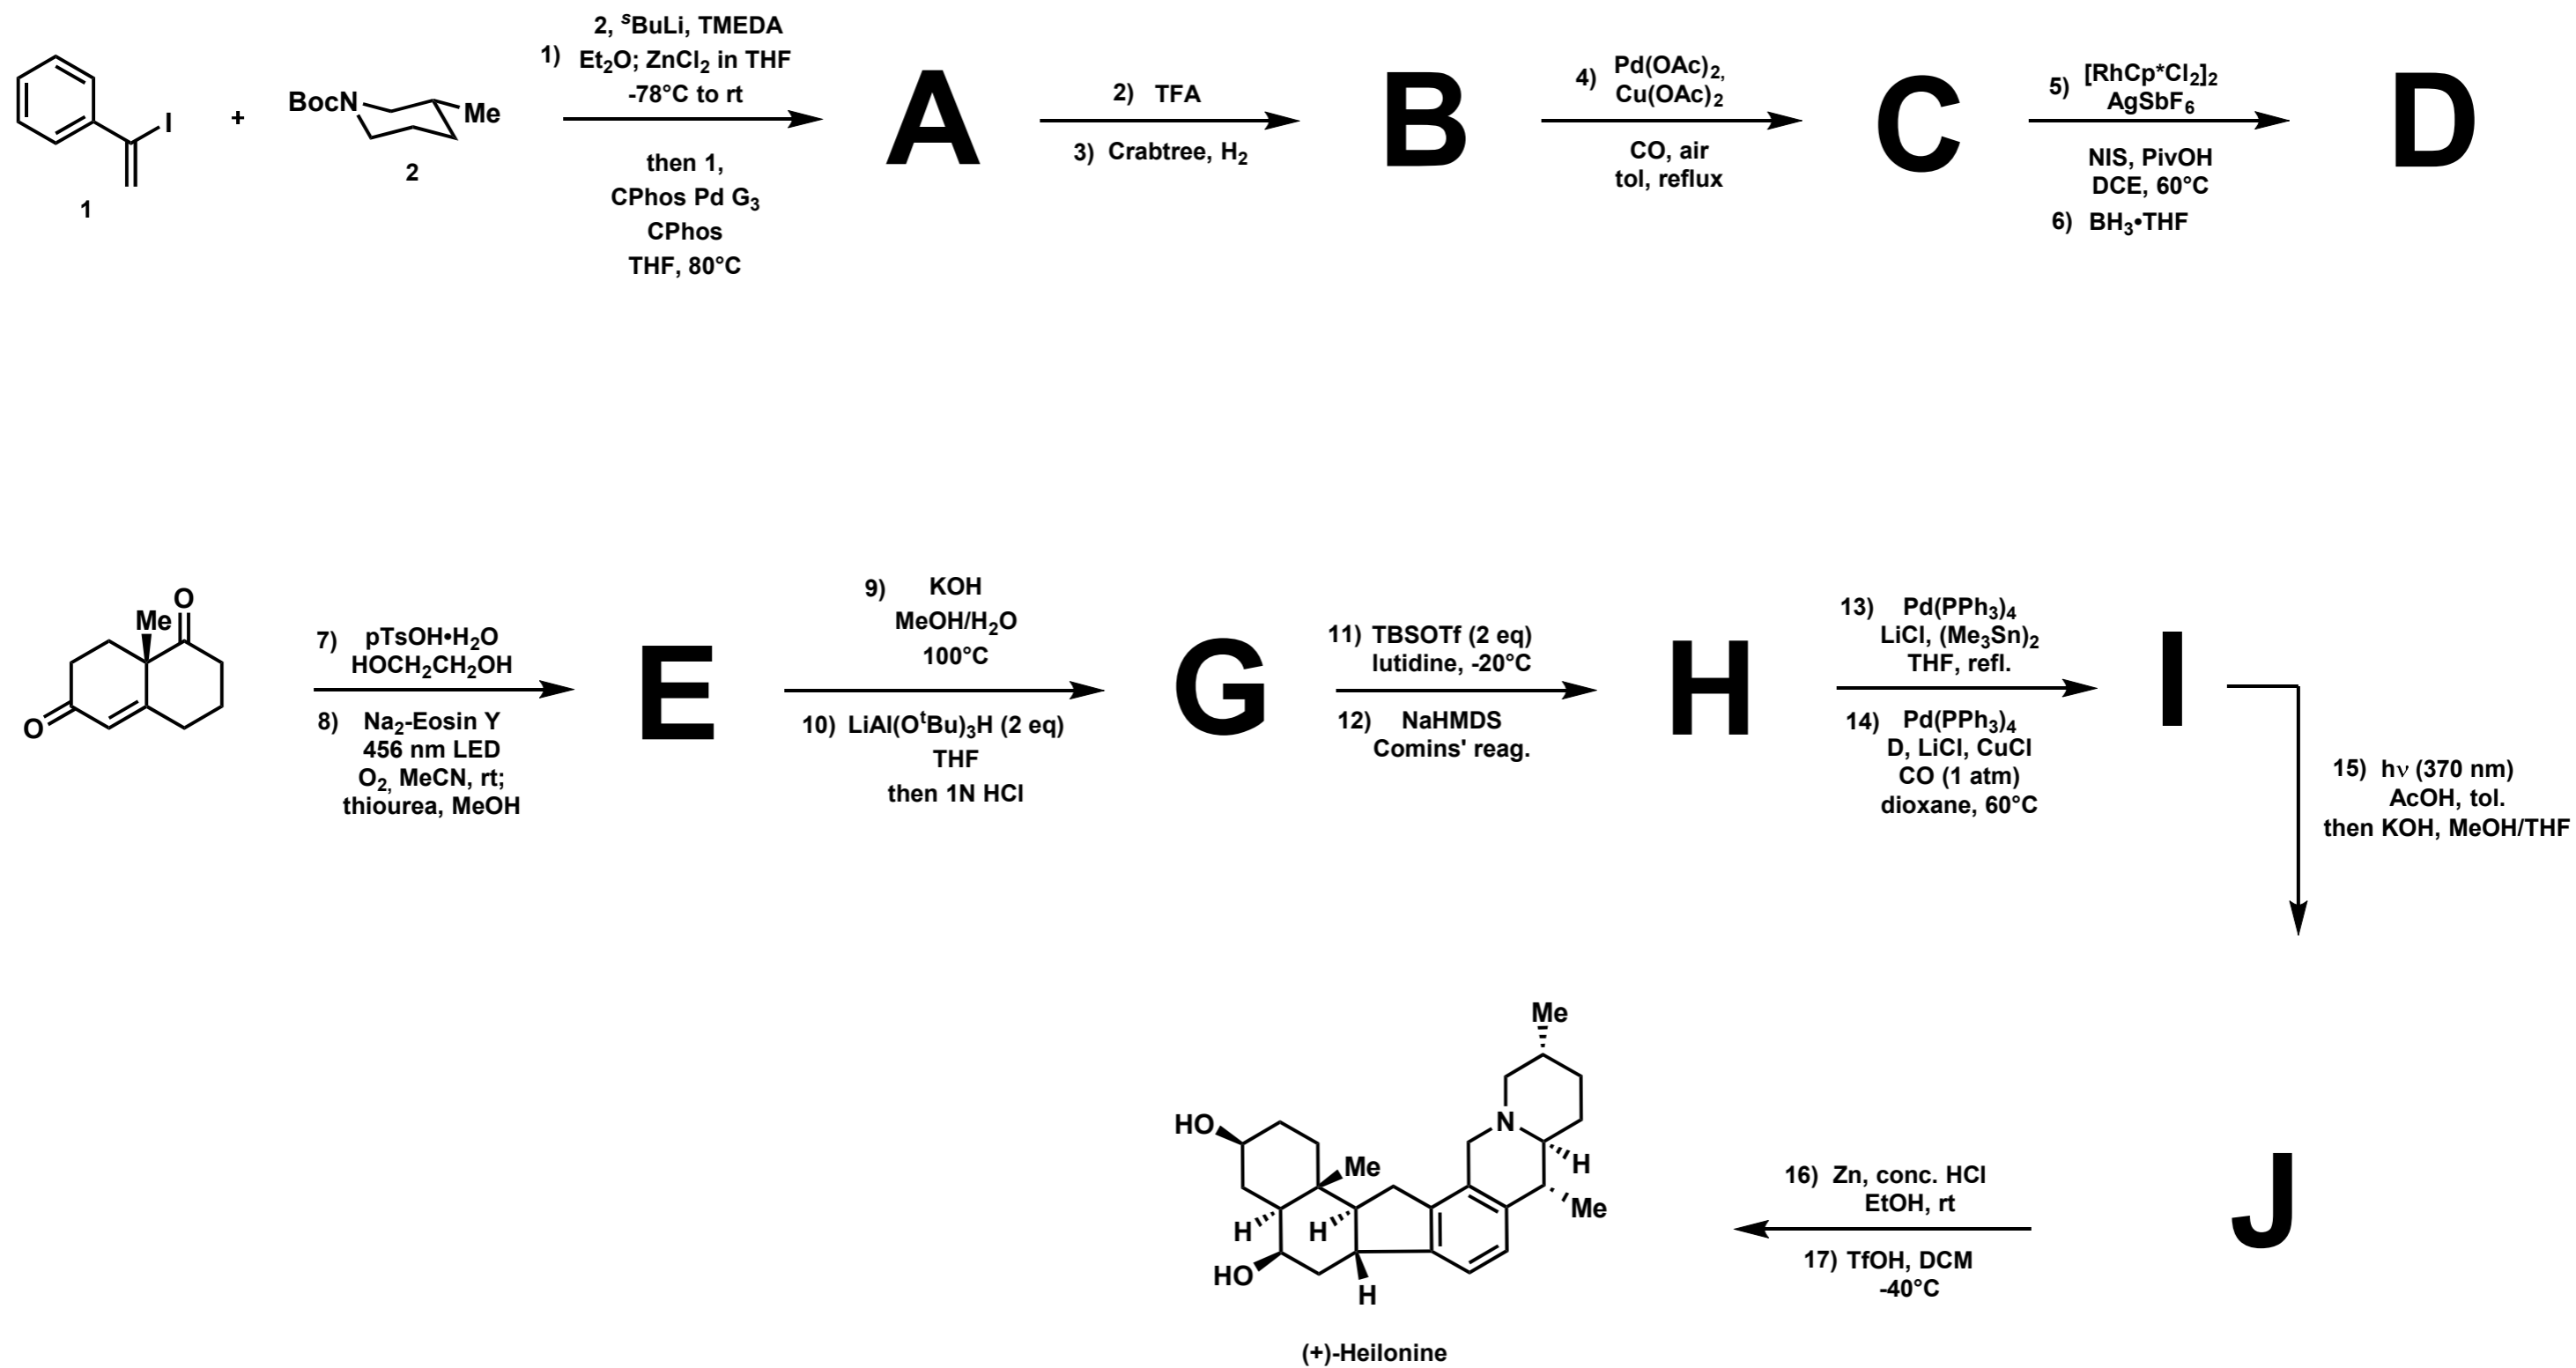 2, ˢBuLi, TMEDA
1) Et₂O; ZnCl₂ in THF
-78°C to rt
then 1,
CPhos Pd G₃
CPhos
THF, 80°C
I
1
+
BocN
Me
2
A
2) TFA
3) Crabtree, H₂
B
4) Pd(OAc)₂,
Cu(OAc)₂
CO, air
tol, reflux
C
5) [RhCp*Cl₂]₂
AgSbF₆
NIS, PivOH
DCE, 60°C
6) BH₃•THF
D
O
Me
O
7) pTsOH•H₂O
HOCH₂CH₂OH
8) Na₂-Eosin Y
456 nm LED
O₂, MeCN, rt;
thiourea, MeOH
E
9) KOH
MeOH/H₂O
100°C
10) LiAl(OᵗBu)₃H (2 eq)
THF
then 1N HCl
G
11) TBSOTf (2 eq)
lutidine, -20°C
12) NaHMDS
Comins' reag.
H
13) Pd(PPh₃)₄
LiCl, (Me₃Sn)₂
THF, refl.
14) Pd(PPh₃)₄
D, LiCl, CuCl
CO (1 atm)
dioxane, 60°C
I
15) hν (370 nm)
AcOH, tol.
then KOH, MeOH/THF
J
16) Zn, conc. HCl
EtOH, rt
17) TfOH, DCM
-40°C
Me
N
H
Me
HO
Me
H
H
HO
H
(+)-Heilonine